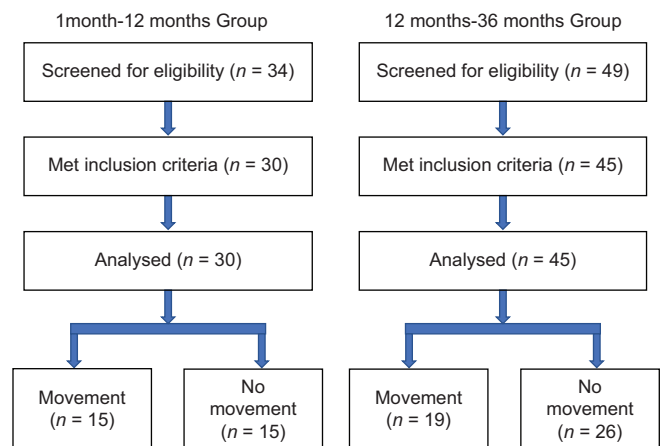 1month-12 months Group
Screened for eligibility (n = 34)
Met inclusion criteria (n = 30)
Analysed (n = 30)
Movement
(n = 15)
No
movement
(n = 15)
12 months-36 months Group
Screened for eligibility (n = 49)
Met inclusion criteria (n = 45)
Analysed (n = 45)
Movement
(n = 19)
No
movement
(n = 26)